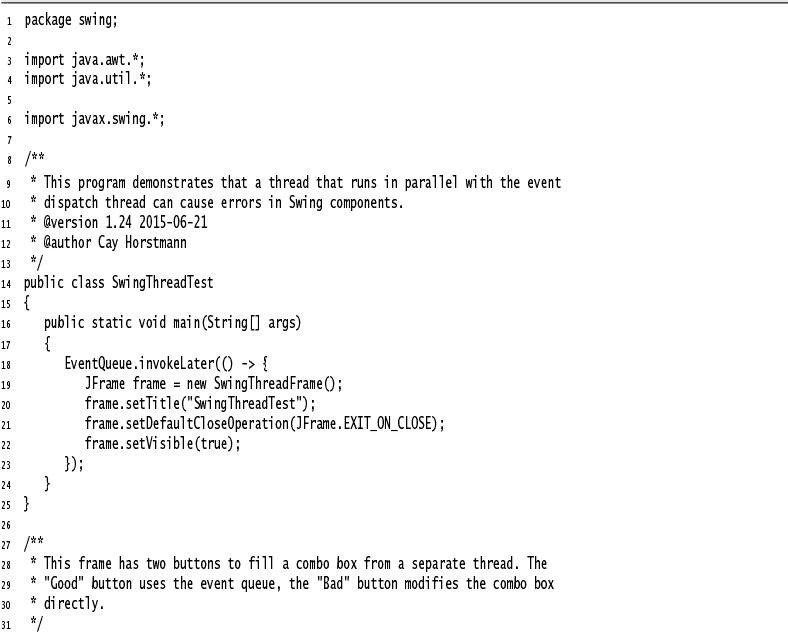 1 package swing;
2
3 import java.awt.*;
4 import java.util.*;
5
6 import javax.swing.*;
7
8 /**
9  * This program demonstrates that a thread that runs in parallel with the event
10  * dispatch thread can cause errors in Swing components.
11  * @version 1.24 2015-06-21
12  * @author Cay Horstmann
13  */
14 public class SwingThreadTest
15 {
16    public static void main(String[] args)
17    {
18       EventQueue.invokeLater(() -> {
19          JFrame frame = new SwingThreadFrame();
20          frame.setTitle("SwingThreadTest");
21          frame.setDefaultCloseOperation(JFrame.EXIT_ON_CLOSE);
22          frame.setVisible(true);
23       });
24    }
25 }
26
27 /**
28  * This frame has two buttons to fill a combo box from a separate thread. The
29  * "Good" button uses the event queue, the "Bad" button modifies the combo box
30  * directly.
31  */